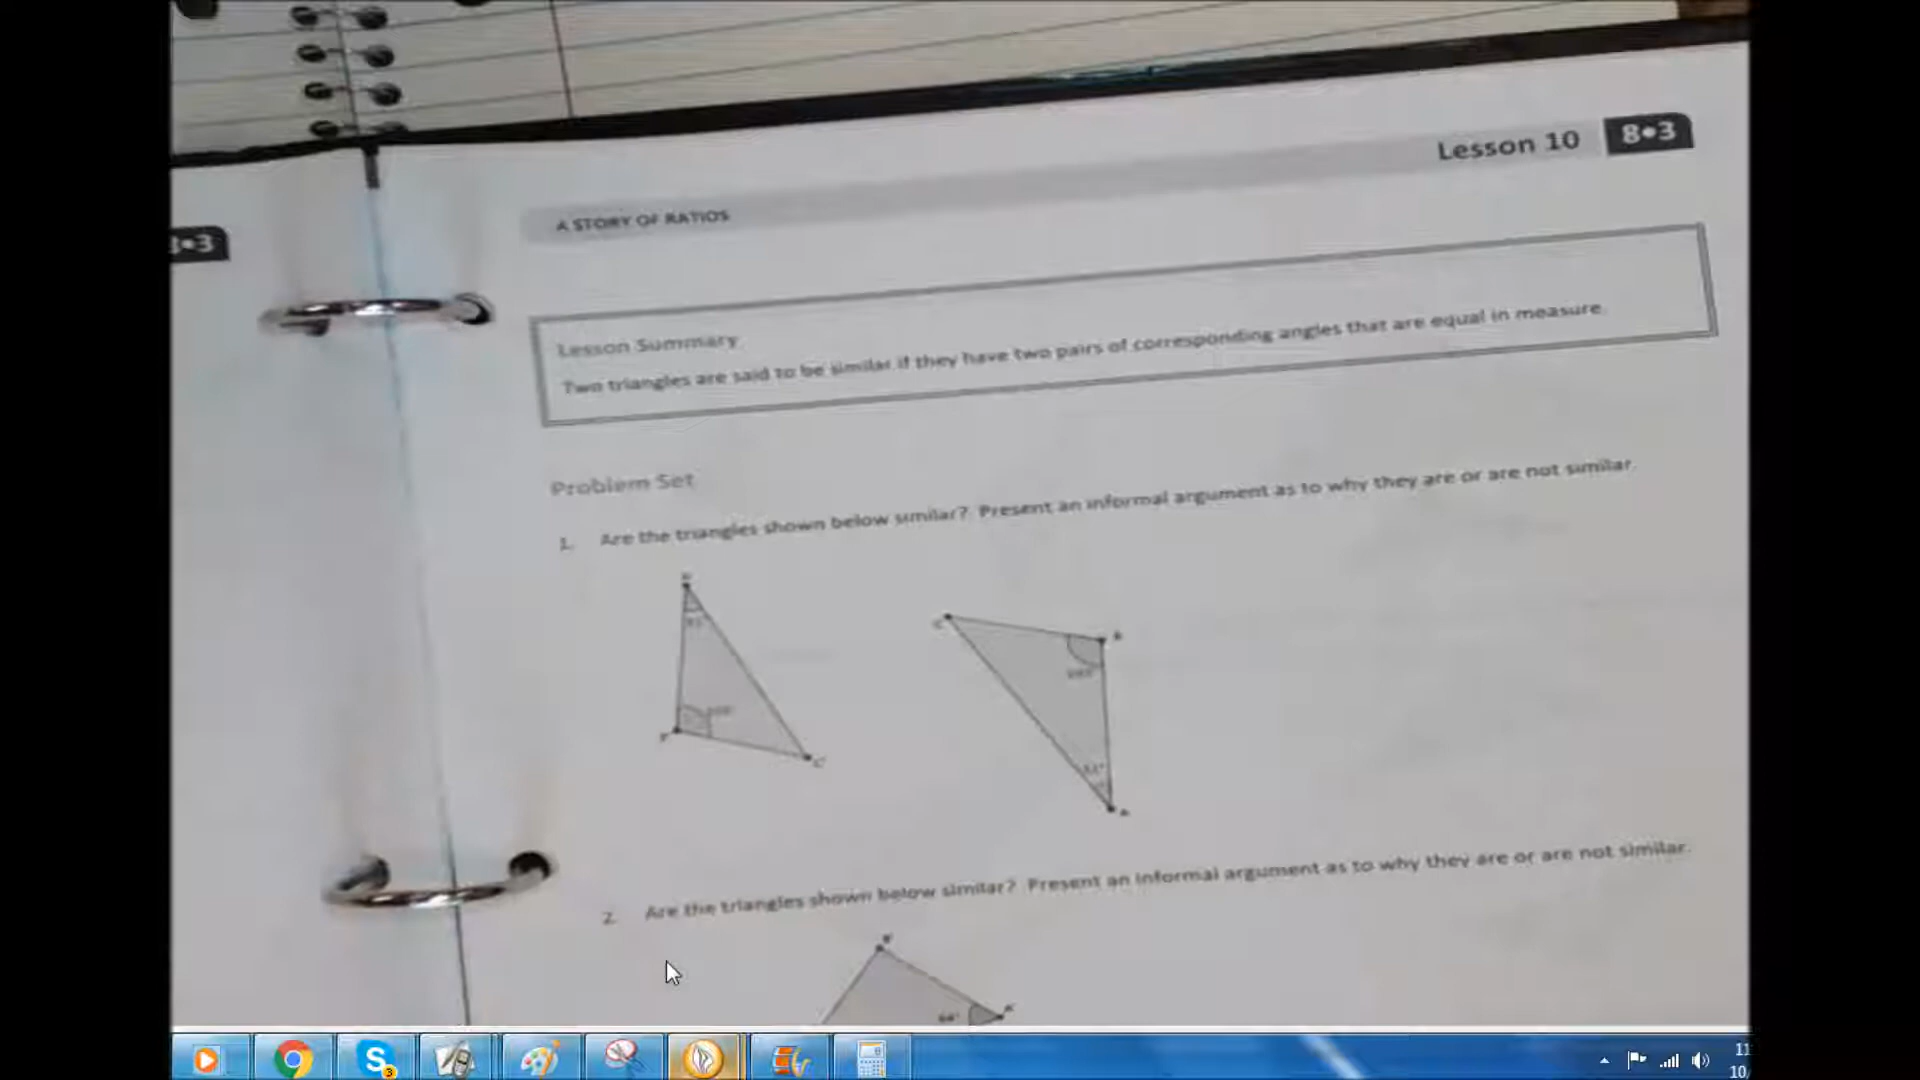 Lesson 10 8•3
•3
A STORY OF RATIOS
Lesson Summary
Two triangles are said to be similar if they have two pairs of corresponding angles that are equal in measure.
Problem Set
1. Are the triangles shown below similar? Present an informal argument as to why they are or are not similar.
C'
2. Are the triangles shown below similar? Present an informal argument as to why they are or are not similar.
11
10